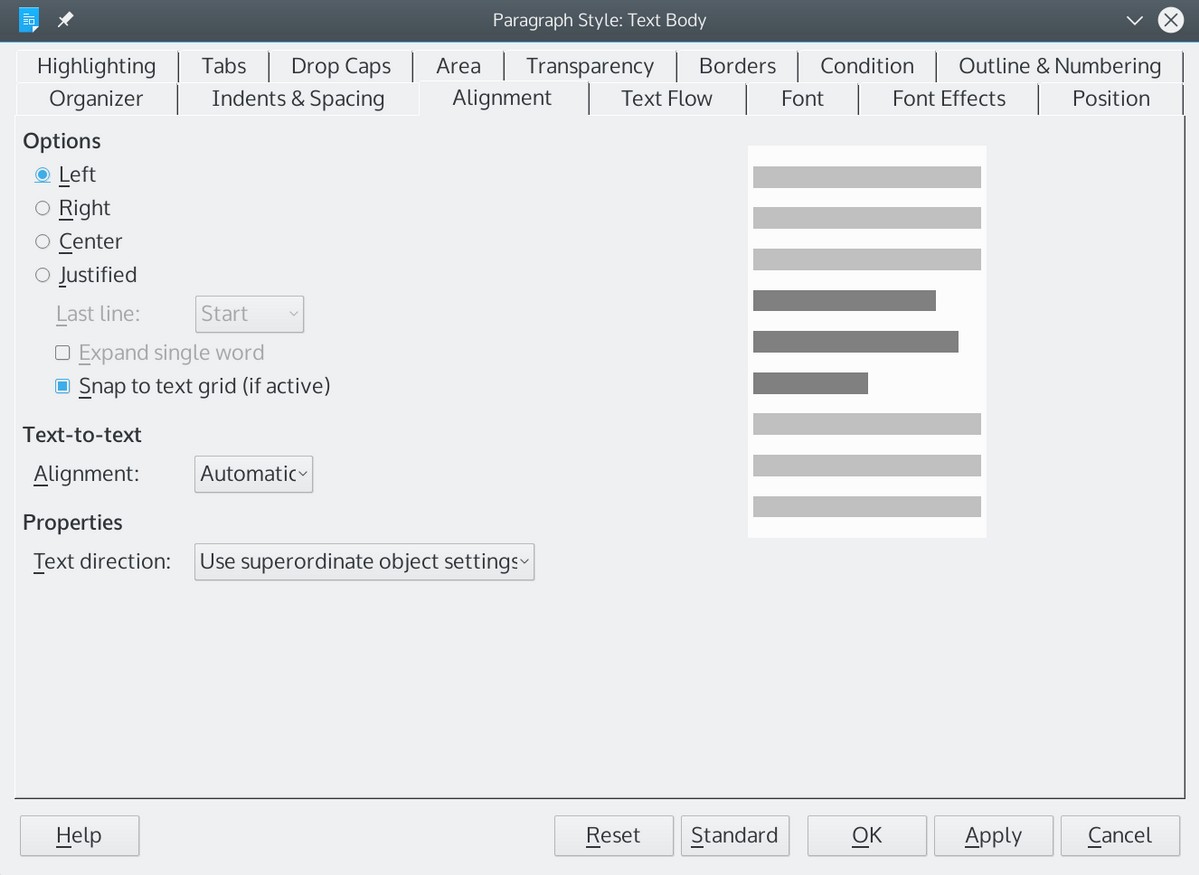 Paragraph Style: Text Body
Highlighting Tabs Drop Caps Area Transparency Borders Condition Outline & Numbering
Organizer Indents & Spacing Alignment Text Flow Font Font Effects Position
Options
Left
Right
Center
Justified
Last line: Start
Expand single word
Snap to text grid (if active)
Text-to-text
Alignment: Automatic
Properties
Text direction: Use superordinate object settings
Help Reset Standard OK Apply Cancel